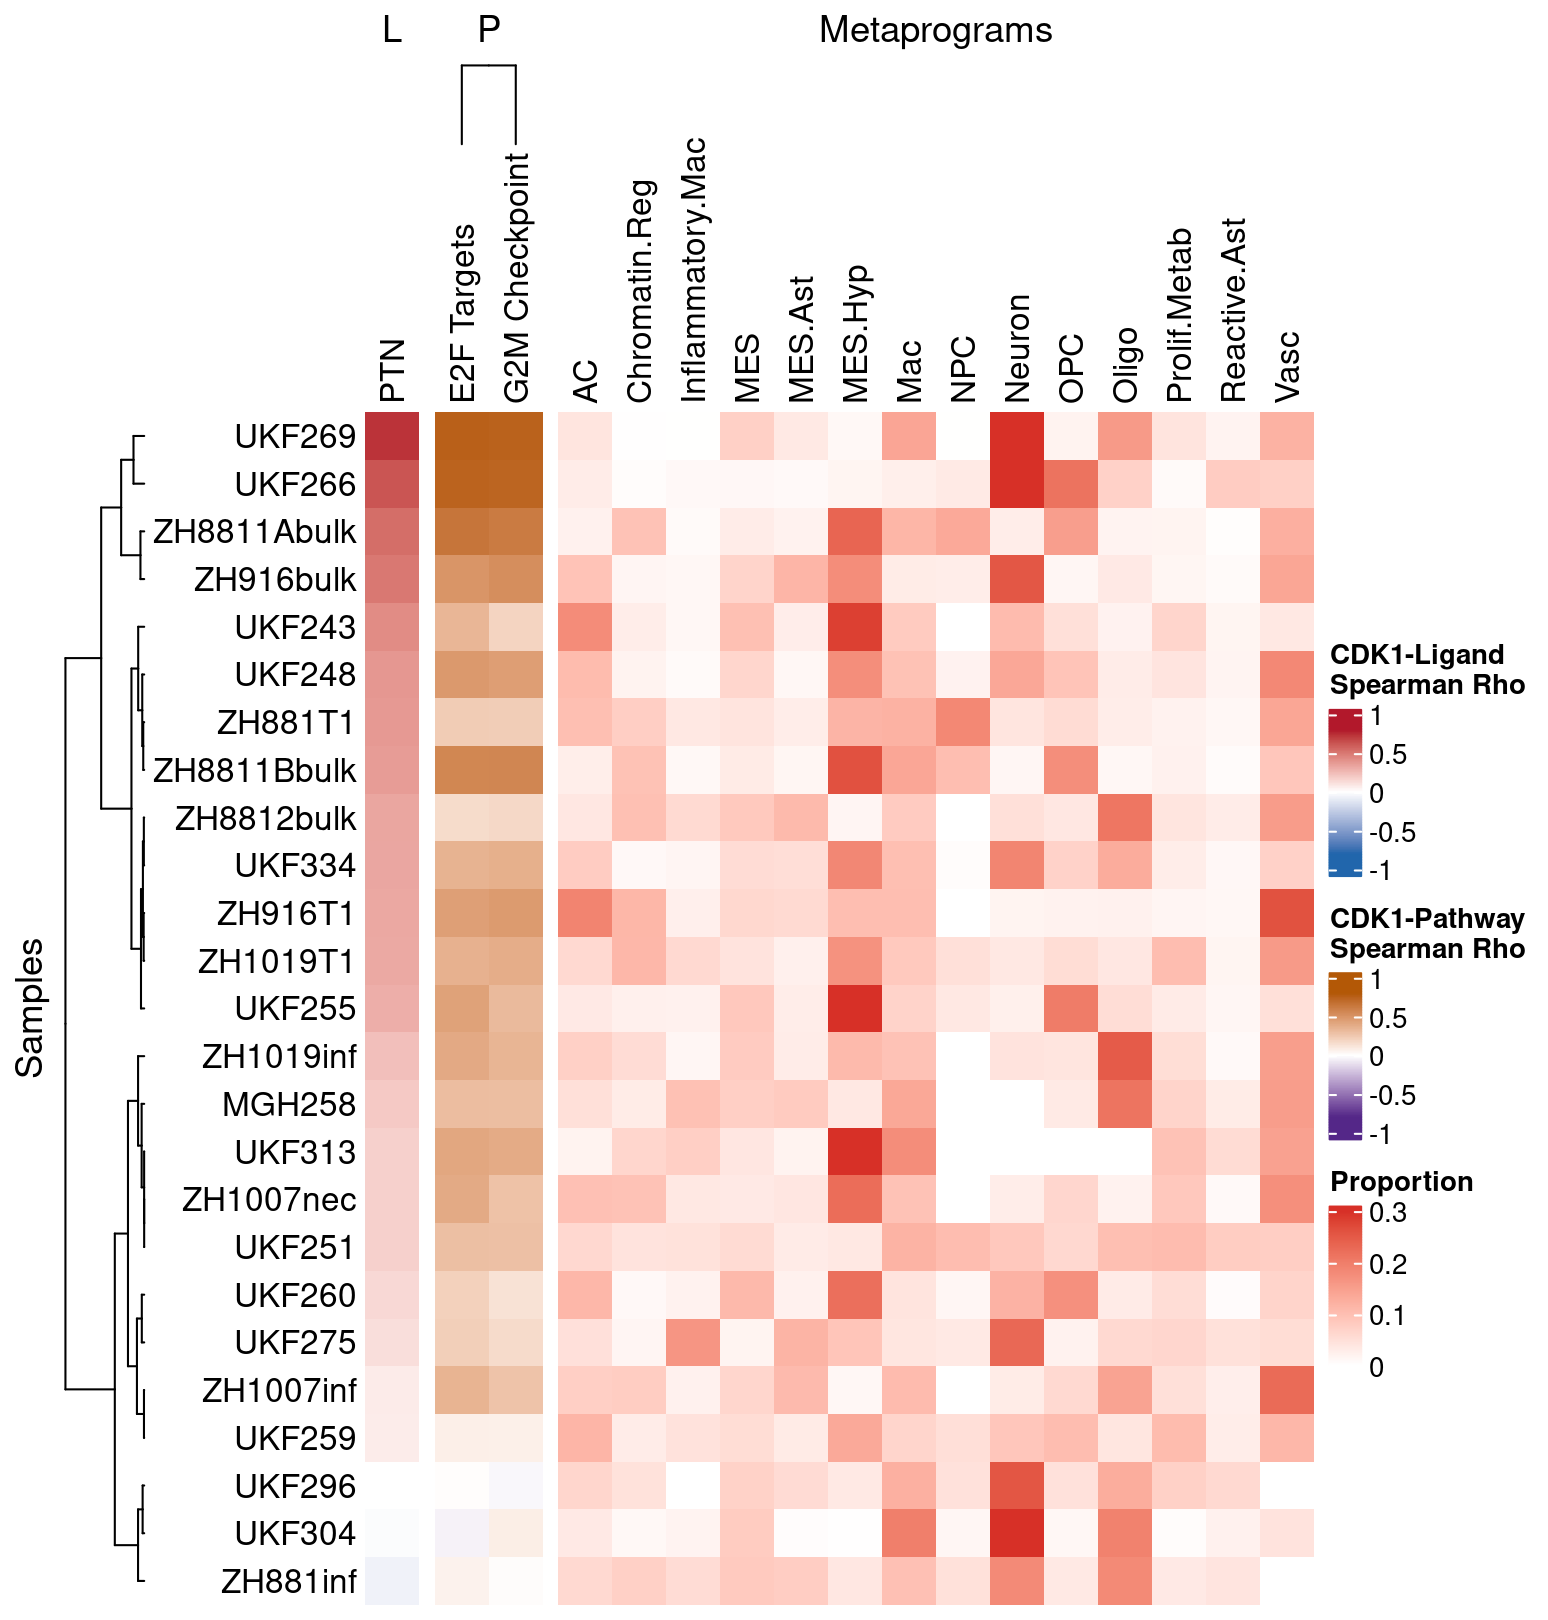 L P Metaprograms
PTN
E2F Targets
G2M Checkpoint
AC
Chromatin.Reg
Inflammatory.Mac
MES
MES.Ast
MES.Hyp
Mac
NPC
Neuron
OPC
Oligo
Prolif.Metab
Reactive.Ast
Vasc
Samples
UKF269
UKF266
ZH8811Abulk
ZH916bulk
UKF243
UKF248
ZH881T1
ZH8811Bbulk
ZH8812bulk
UKF334
ZH916T1
ZH1019T1
UKF255
ZH1019inf
MGH258
UKF313
ZH1007nec
UKF251
UKF260
UKF275
ZH1007inf
UKF259
UKF296
UKF304
ZH881inf
CDK1-Ligand
Spearman Rho
1
0.5
0
-0.5
-1
CDK1-Pathway
Spearman Rho
1
0.5
0
-0.5
-1
Proportion
0.3
0.2
0.1
0